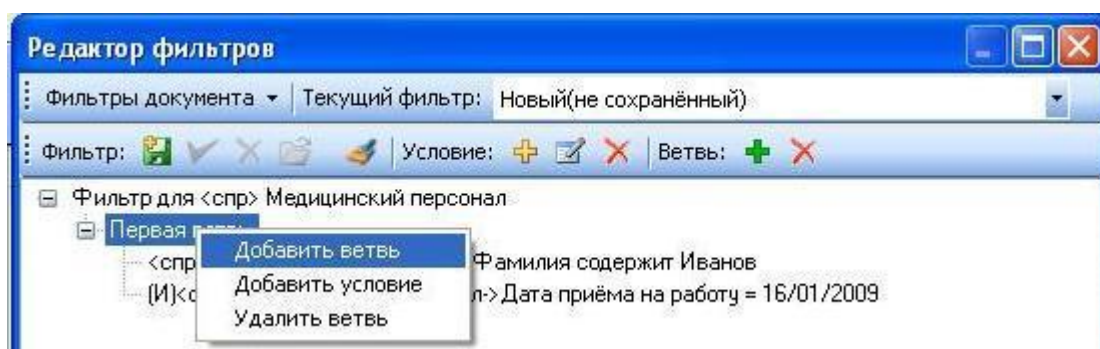 Редактор фильтров
Фильтры документа Текущий фильтр: Новый(не сохранённый)
Фильтр: Условие: Ветвь:
Фильтр для <спр> Медицинский персонал
Первая
Добавить ветвь
<спр Фамилия содержит Иванов
Добавить условие
(И)<с л-> Дата приёма на работу = 16/01/2009
Удалить ветвь